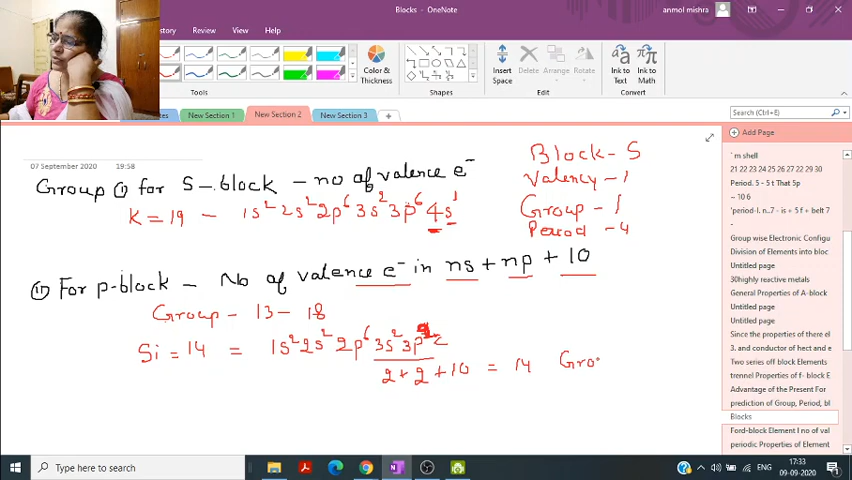 Blocks - OneNote
anmol mishra
History
Review
View
Help
Color & Thickness
Insert Space
Delete
Arrange
Rotate
Ink to Text
Ink to Math
Tools
Shapes
Edit
Convert
New Section 1
New Section 2
New Section 3
Search (Ctrl+E)
07 September 2020 19:58
Group ① for S-block - no of valence e⁻
K = 19 - 1s² 2s² 2p⁶ 3s² 3p⁶ 4s¹
Block - S
Valency - 1
Group - 1
Period - 4
(ii) For p-block - No of valence e⁻ in ns + np + 10
Group - 13 - 18
Si = 14 = 1s² 2s² 2p⁶ 3s² 3p²
2 + 2 + 10 = 14 Gro
Add Page
`m shell
21 22 23 24 25 26 27 22 29 30
Period. 5 - 5 t That 5p
~ 10 6
'period-I. n..7 - is + 5 f + belt 7
Group wise Electronic Configu
Division of Elements into bloc
Untitled page
30highly reactive metals
General Properties of A-block
Untitled page
Untitled page
Since the properties of there el
3. and conductor of hect and e
Two series off block Elements
trennel Properties of f- block E
Advantage of the Present For
prediction of Group, Period, bl
Blocks
Ford-block Element I no of val
periodic Properties of Element
Type here to search
ENG
17:33
09-09-2020